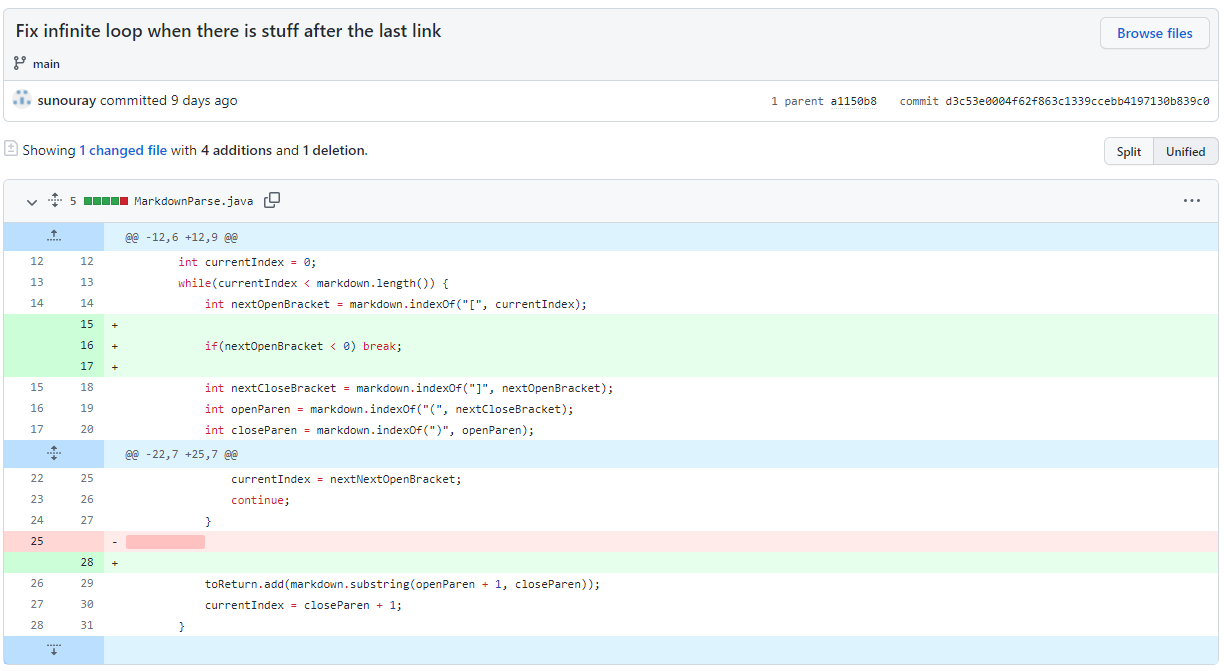 Fix infinite loop when there is stuff after the last link
Browse files
main
sunouray committed 9 days ago
1 parent a1150b8 commit d3c53e0004f62f863c1339ccebb4197130b839c0
Showing 1 changed file with 4 additions and 1 deletion.
Split Unified
5 MarkdownParse.java
@@ -12,6 +12,9 @@
12 12 int currentIndex = 0;
13 13 while(currentIndex < markdown.length()) {
14 14 int nextOpenBracket = markdown.indexOf("[", currentIndex);
15 +
16 + if(nextOpenBracket < 0) break;
17 +
15 18 int nextCloseBracket = markdown.indexOf("]", nextOpenBracket);
16 19 int openParen = markdown.indexOf("(", nextCloseBracket);
17 20 int closeParen = markdown.indexOf(")", openParen);
@@ -22,7 +25,7 @@
22 25 currentIndex = nextNextOpenBracket;
23 26 continue;
24 27 }
25 -
28 +
26 29 toReturn.add(markdown.substring(openParen + 1, closeParen));
27 30 currentIndex = closeParen + 1;
28 31 }